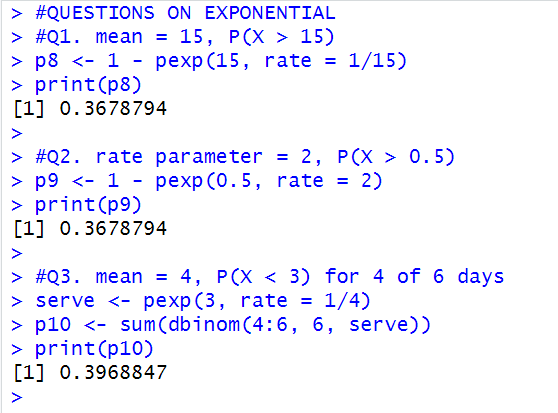 > #QUESTIONS ON EXPONENTIAL
> #Q1. mean = 15, P(X > 15)
> p8 <- 1 - pexp(15, rate = 1/15)
> print(p8)
[1] 0.3678794
>
> #Q2. rate parameter = 2, P(X > 0.5)
> p9 <- 1 - pexp(0.5, rate = 2)
> print(p9)
[1] 0.3678794
>
> #Q3. mean = 4, P(X < 3) for 4 of 6 days
> serve <- pexp(3, rate = 1/4)
> p10 <- sum(dbinom(4:6, 6, serve))
> print(p10)
[1] 0.3968847
>